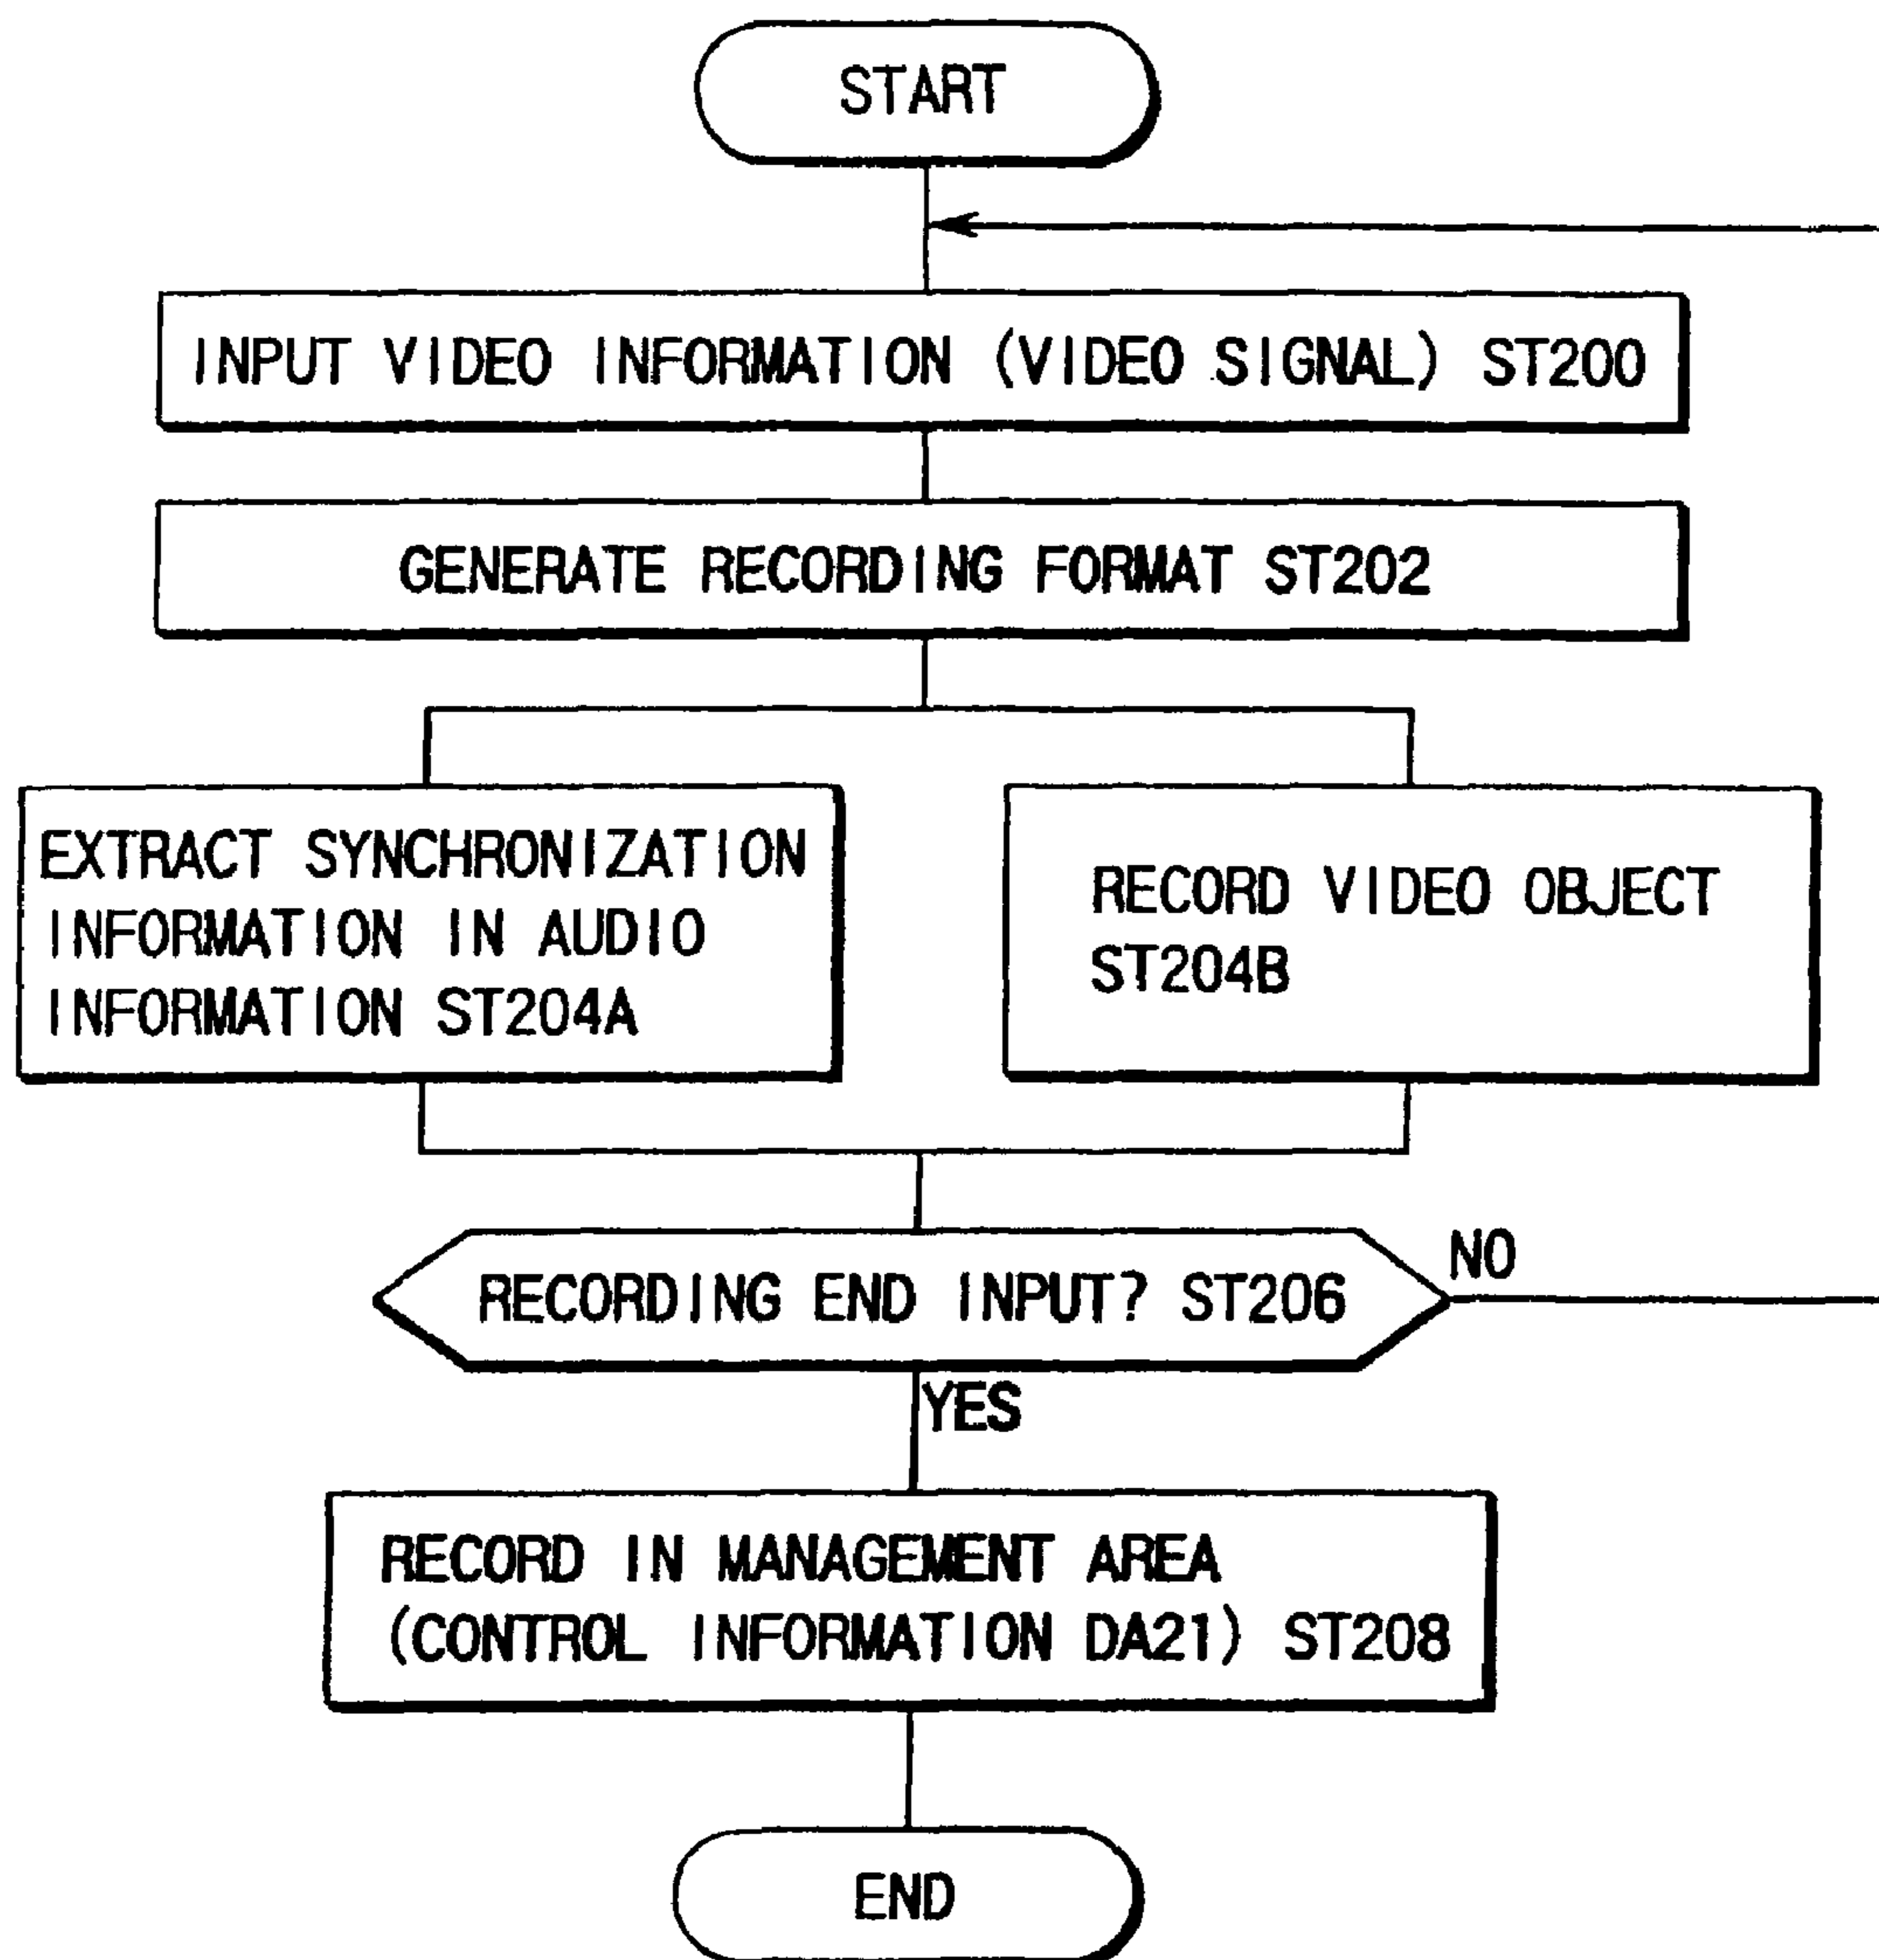 START
INPUT VIDEO INFORMATION (VIDEO SIGNAL) ST200
GENERATE RECORDING FORMAT ST202
EXTRACT SYNCHRONIZATION
INFORMATION IN AUDIO
INFORMATION ST204A
RECORD VIDEO OBJECT
ST204B
RECORDING END INPUT? ST206
NO
YES
RECORD IN MANAGEMENT AREA
(CONTROL INFORMATION DA21) ST208
END